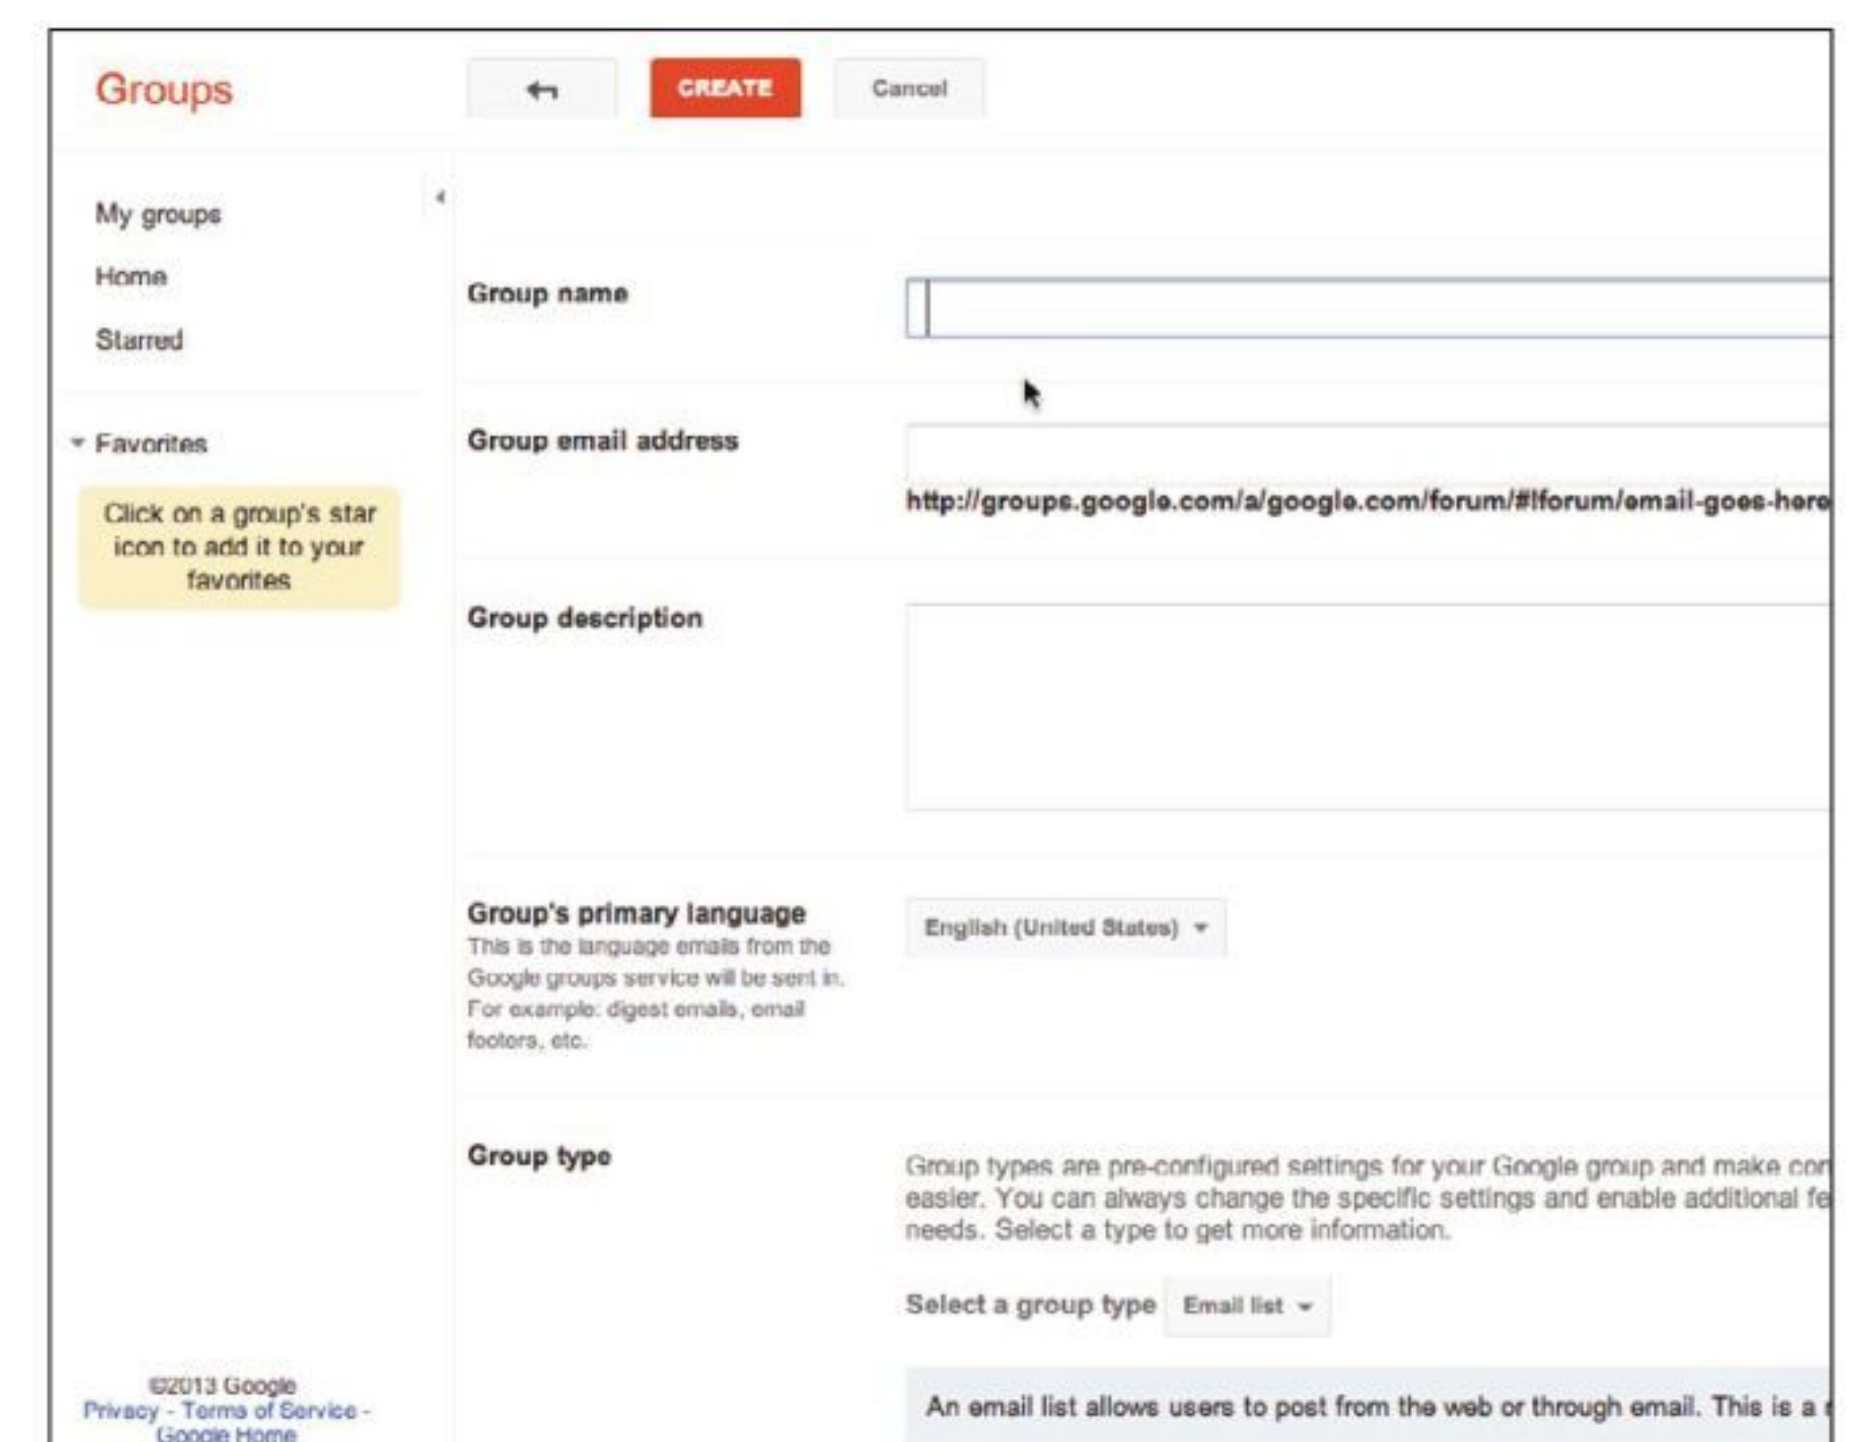 Groups
CREATE
Cancel
My groups
Home
Starred
Favorites
Click on a group's star
icon to add it to your
favorites
©2013 Google
Privacy - Terms of Service -
Google Home
Group name
Group email address
http://groups.google.com/a/google.com/forum/#!forum/email-goes-here
Group description
Group's primary language
This is the language emails from the
Google groups service will be sent in.
For example: digest emails, email
footers, etc.
English (United States)
Group type
Group types are pre-configured settings for your Google group and make
easier. You can always change the specific settings and enable additional
needs. Select a type to get more information.
Select a group type Email list
An email list allows users to post from the web or through email. This is a